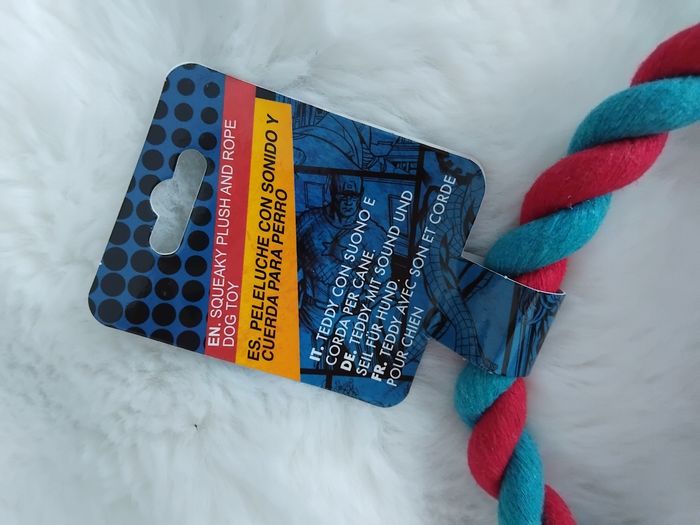 EN. SQUEAKY PLUSH AND ROPE
DOG TOY
ES. PELELUCHE CON SONIDO Y
CUERDA PARA PERRO
IT. TEDDY CON SUONO E
CORDA PER CANE.
DE. TEDDY MIT SOUND UND
SEIL FÜR HUND.
FR. TEDDY AVEC SON ET CORDE
POUR CHIEN